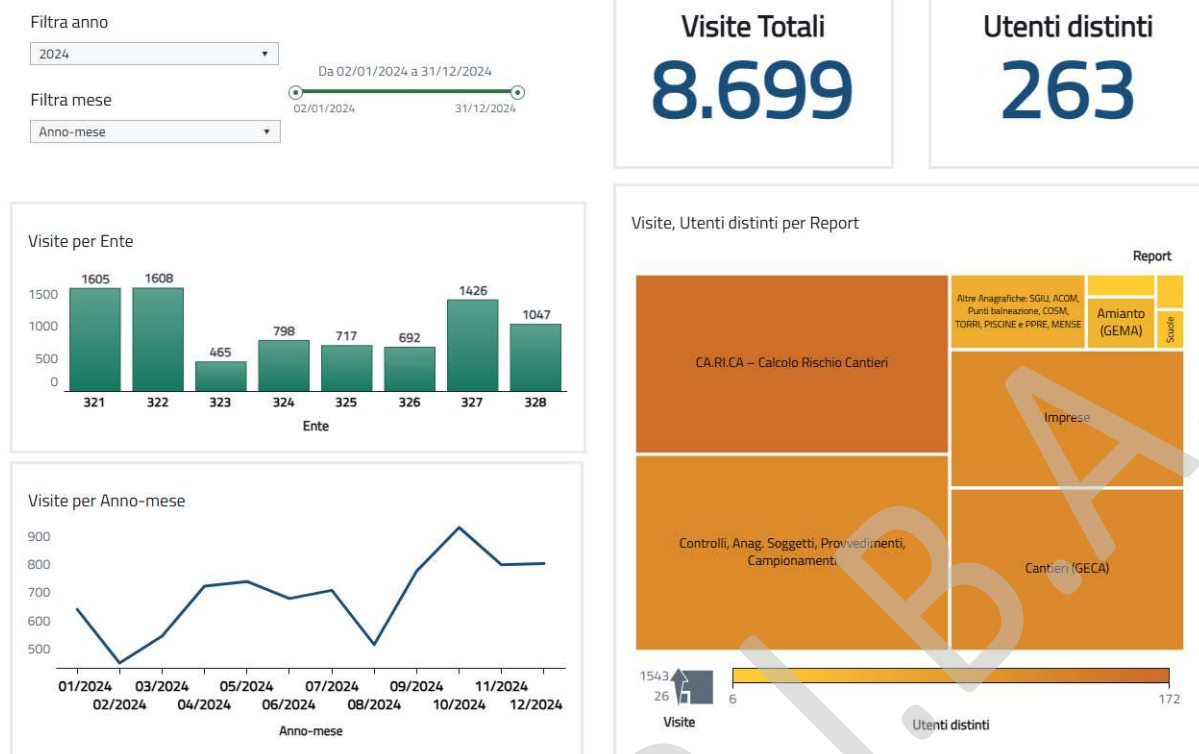 Filtra anno
2024
Da 02/01/2024 a 31/12/2024
02/01/2024 31/12/2024
Filtra mese
Anno-mese
Visite Totali
8.699
Utenti distinti
263
Visite per Ente
1500
1000
500
0
1605 1608 465 798 717 692 1426 1047
321 322 323 324 325 326 327 328
Ente
Visite per Anno-mese
900
800
700
600
500
01/2024 03/2024 05/2024 07/2024 09/2024 11/2024
02/2024 04/2024 06/2024 08/2024 10/2024 12/2024
Anno-mese
Visite, Utenti distinti per Report
Report
CA.RI.CA – Calcolo Rischio Cantieri
Controlli, Anag. Soggetti, Provvedimenti,
Campionamenti
Altre Anagrafiche: SGIU, ACOM,
Punti balneazione, COSM,
TORRI, PISCINE e PPRE, MENSE
Amianto
(GEMA)
Scuole
Imprese
Cantieri (GECA)
1543
26
Visite
6 172
Utenti distinti
I.B.A